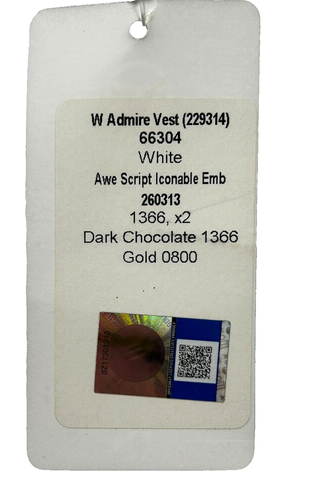 W Admire Vest (229314)
66304
White
Awe Script Iconable Emb
260313
1366, x2
Dark Chocolate 1366
Gold 0800